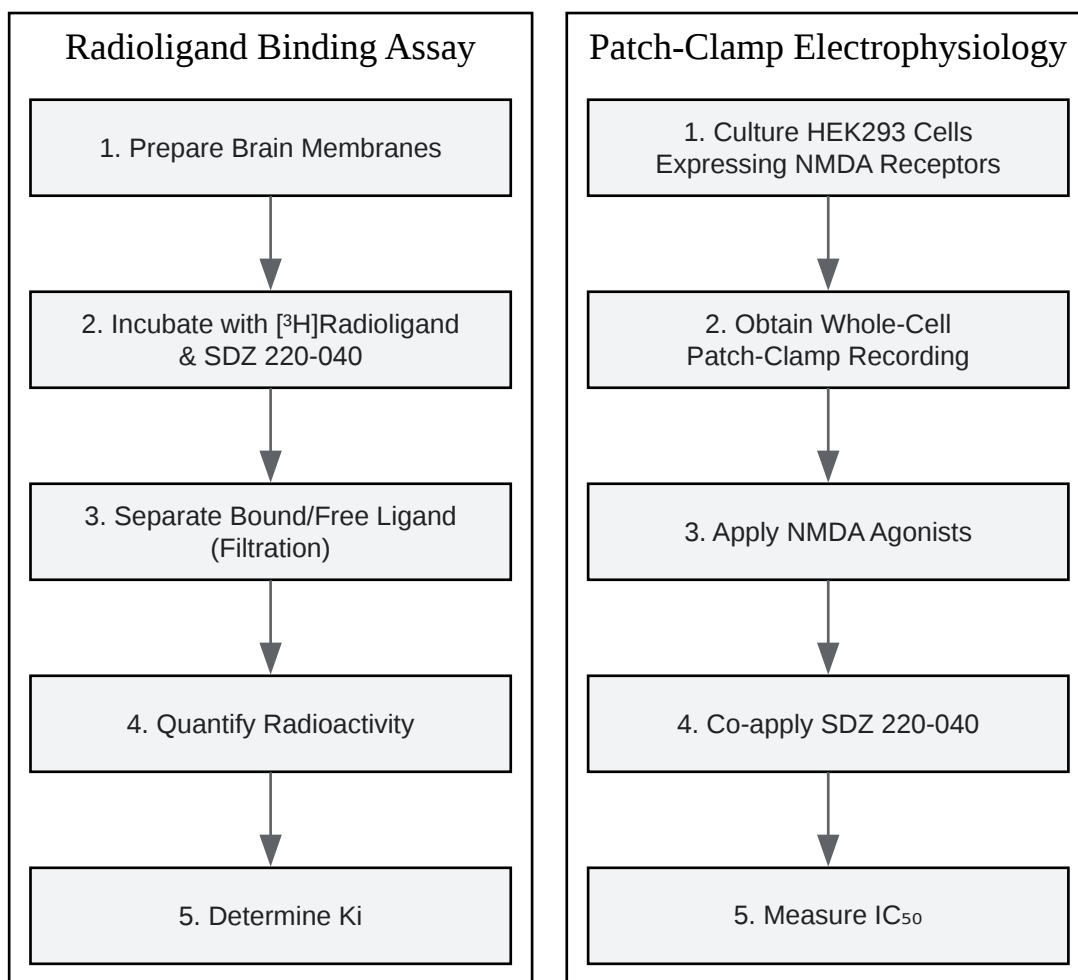 Radioligand Binding Assay
1. Prepare Brain Membranes
2. Incubate with [³H]Radioligand
& SDZ 220-040
3. Separate Bound/Free Ligand
(Filtration)
4. Quantify Radioactivity
5. Determine Ki
Patch-Clamp Electrophysiology
1. Culture HEK293 Cells
Expressing NMDA Receptors
2. Obtain Whole-Cell
Patch-Clamp Recording
3. Apply NMDA Agonists
4. Co-apply SDZ 220-040
5. Measure IC₅₀